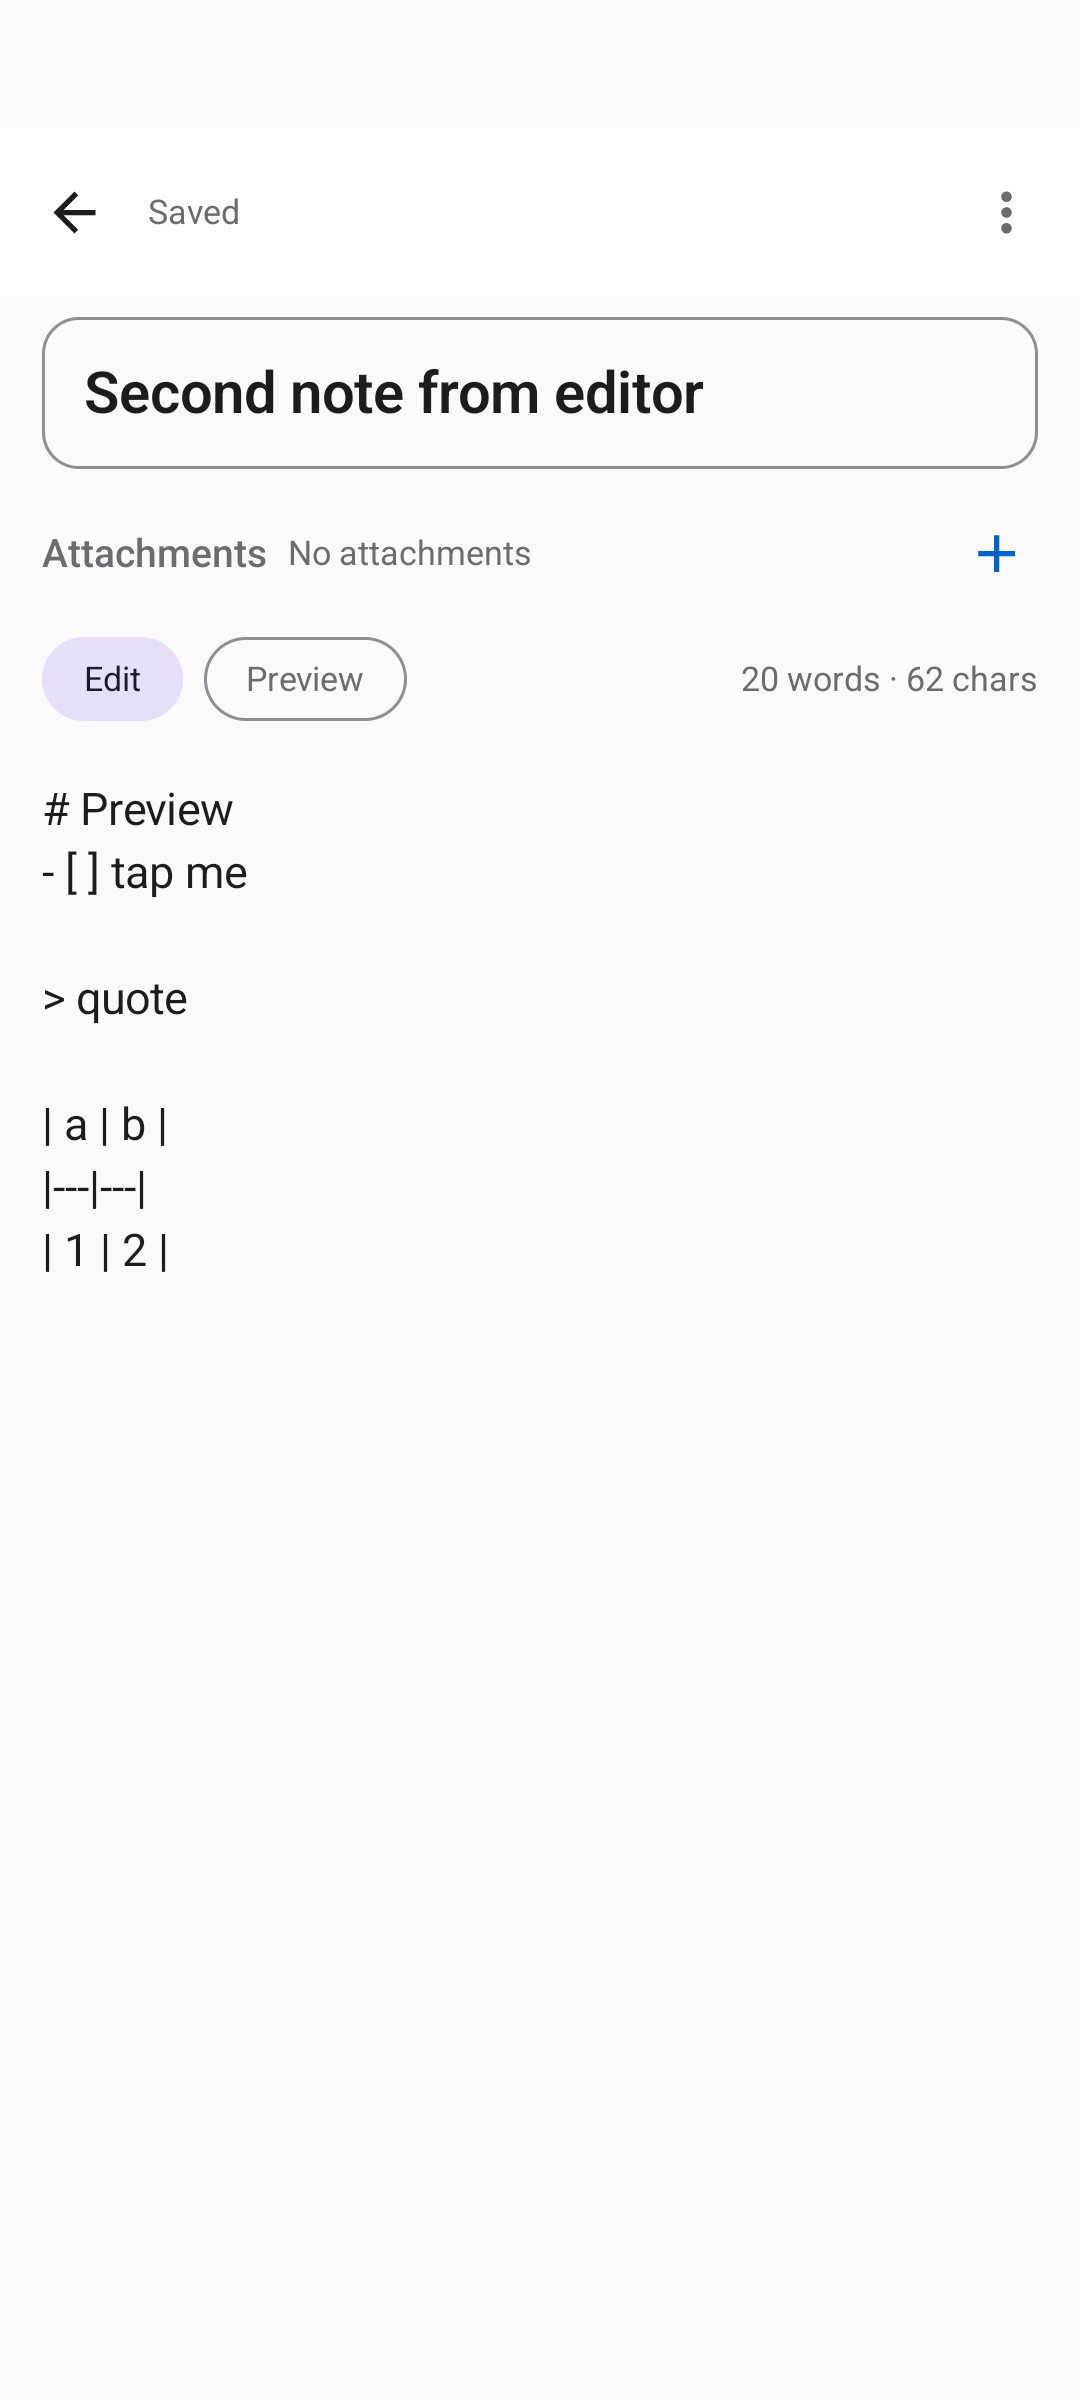 Saved
Second note from editor
Attachments No attachments
Edit Preview 20 words · 62 chars
# Preview
- [ ] tap me
> quote
| a | b |
|---|---|
| 1 | 2 |